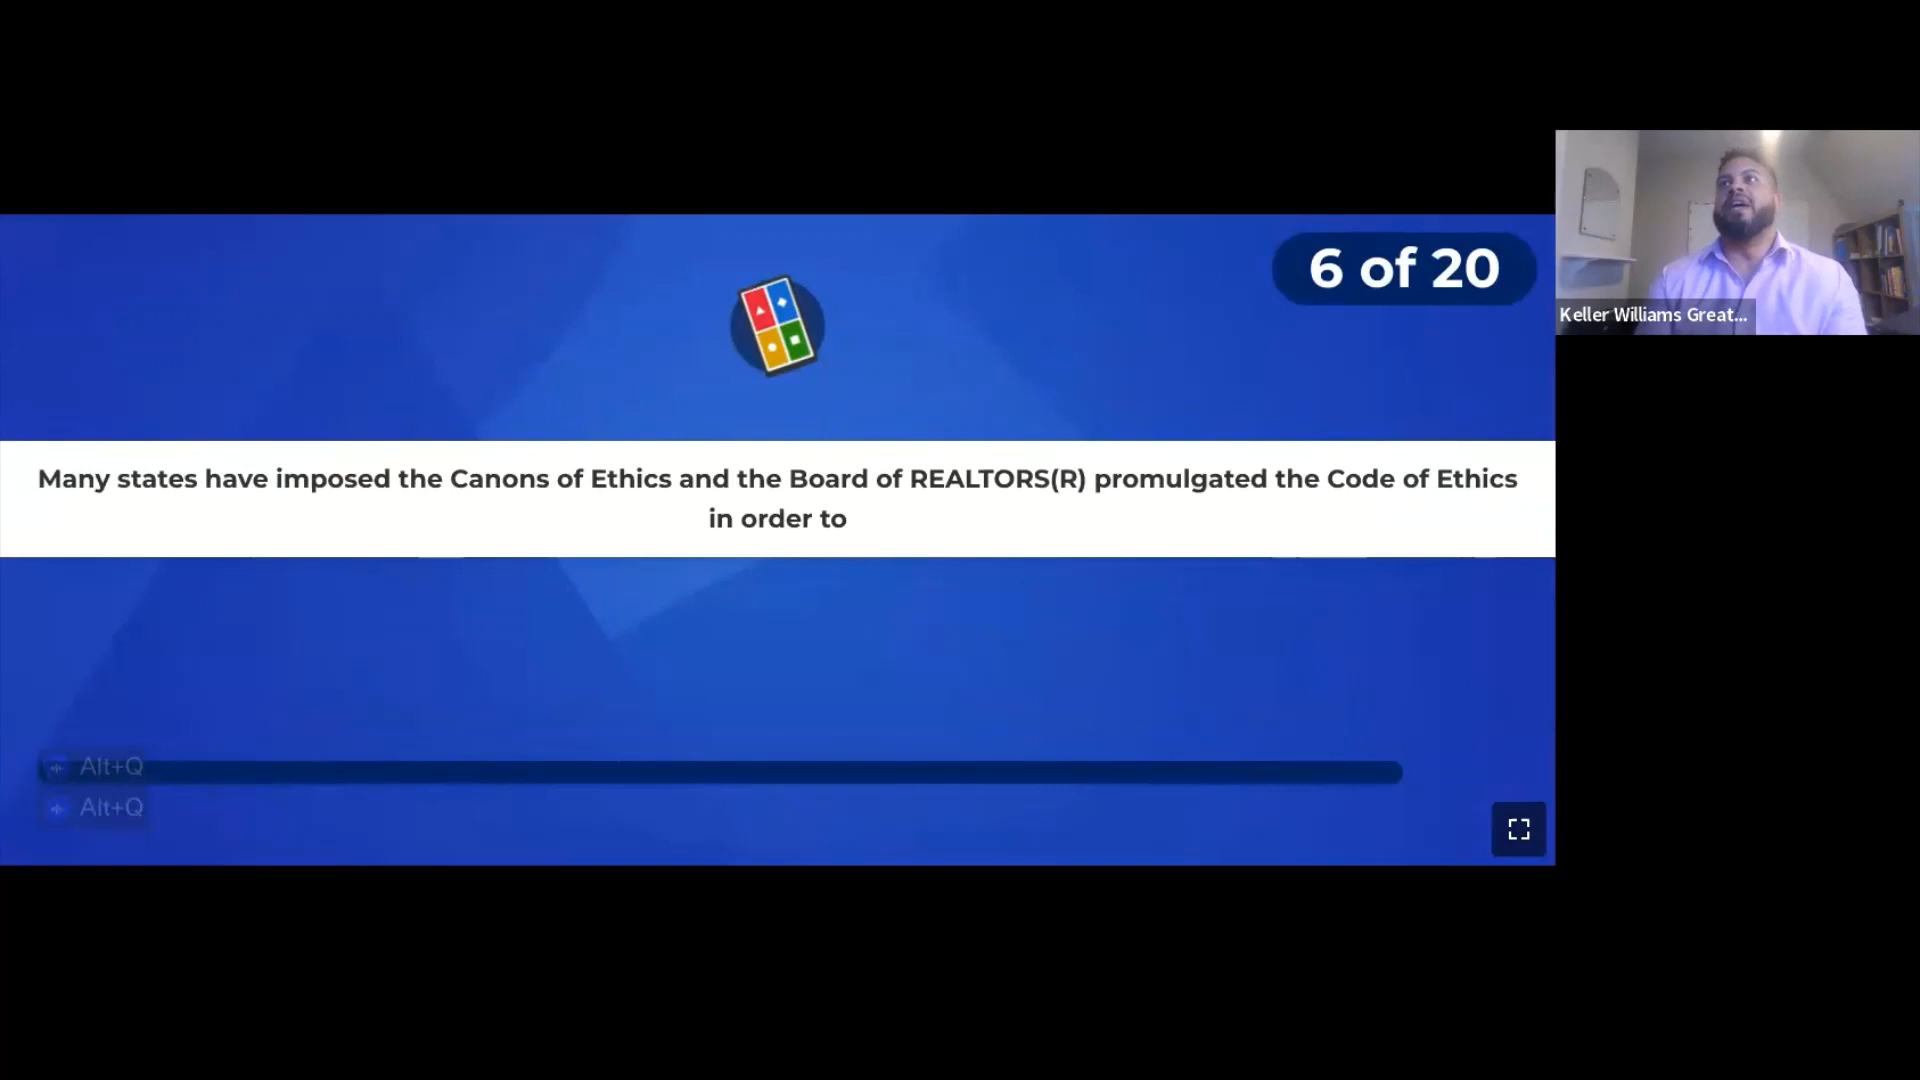 6 of 20
Keller Williams Great...
Many states have imposed the Canons of Ethics and the Board of REALTORS(R) promulgated the Code of Ethics
in order to
Alt+Q
Alt+Q